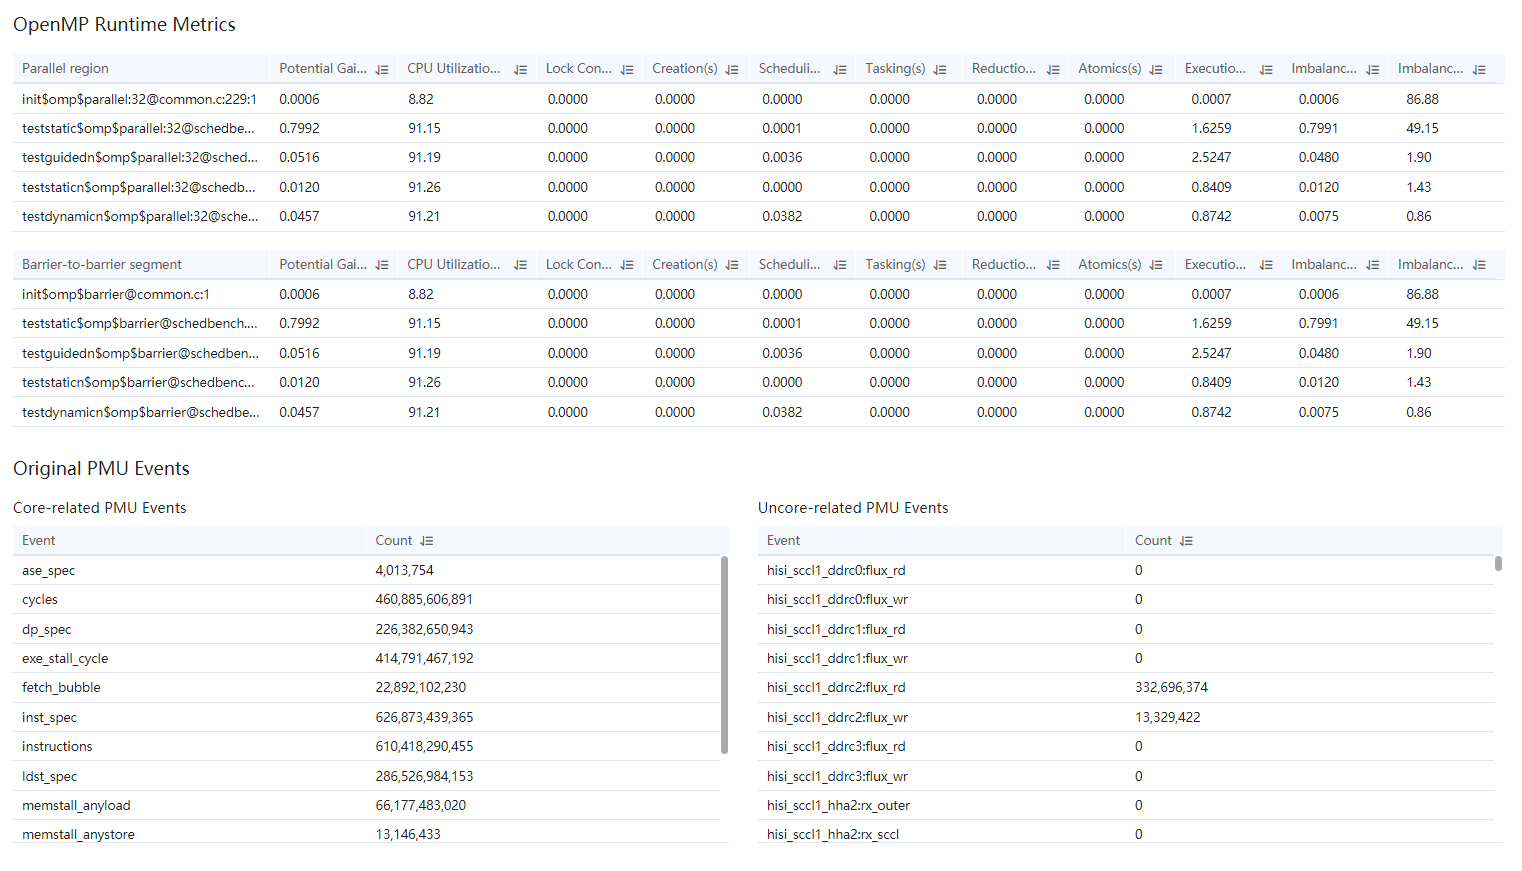 OpenMP Runtime Metrics
Parallel region Potential Gai... CPU Utilizatio... Lock Con... Creation(s) Scheduli... Tasking(s) Reductio... Atomics(s) Executio... Imbalanc... Imbalanc...
init$omp$parallel:32@common.c:229:1 0.0006 8.82 0.0000 0.0000 0.0000 0.0000 0.0000 0.0000 0.0007 0.0006 86.88
teststatic$omp$parallel:32@schedbe... 0.7992 91.15 0.0000 0.0000 0.0001 0.0000 0.0000 0.0000 1.6259 0.7991 49.15
testguidedn$omp$parallel:32@sched... 0.0516 91.19 0.0000 0.0000 0.0036 0.0000 0.0000 0.0000 2.5247 0.0480 1.90
teststaticn$omp$parallel:32@schedb... 0.0120 91.26 0.0000 0.0000 0.0000 0.0000 0.0000 0.0000 0.8409 0.0120 1.43
testdynamicn$omp$parallel:32@sche... 0.0457 91.21 0.0000 0.0000 0.0382 0.0000 0.0000 0.0000 0.8742 0.0075 0.86
Barrier-to-barrier segment Potential Gai... CPU Utilizatio... Lock Con... Creation(s) Scheduli... Tasking(s) Reductio... Atomics(s) Executio... Imbalanc... Imbalanc...
init$omp$barrier@common.c:1 0.0006 8.82 0.0000 0.0000 0.0000 0.0000 0.0000 0.0000 0.0007 0.0006 86.88
teststatic$omp$barrier@schedbench.... 0.7992 91.15 0.0000 0.0000 0.0001 0.0000 0.0000 0.0000 1.6259 0.7991 49.15
testguidedn$omp$barrier@schedben... 0.0516 91.19 0.0000 0.0000 0.0036 0.0000 0.0000 0.0000 2.5247 0.0480 1.90
teststaticn$omp$barrier@schedbenc... 0.0120 91.26 0.0000 0.0000 0.0000 0.0000 0.0000 0.0000 0.8409 0.0120 1.43
testdynamicn$omp$barrier@schedbe... 0.0457 91.21 0.0000 0.0000 0.0382 0.0000 0.0000 0.0000 0.8742 0.0075 0.86
Original PMU Events
Core-related PMU Events
Event Count
ase_spec 4,013,754
cycles 460,885,606,891
dp_spec 226,382,650,943
exe_stall_cycle 414,791,467,192
fetch_bubble 22,892,102,230
inst_spec 626,873,439,365
instructions 610,418,290,455
ldst_spec 286,526,984,153
memstall_anyload 66,177,483,020
memstall_anystore 13,146,433
Uncore-related PMU Events
Event Count
hisi_sccl1_ddrc0:flux_rd 0
hisi_sccl1_ddrc0:flux_wr 0
hisi_sccl1_ddrc1:flux_rd 0
hisi_sccl1_ddrc1:flux_wr 0
hisi_sccl1_ddrc2:flux_rd 332,696,374
hisi_sccl1_ddrc2:flux_wr 13,329,422
hisi_sccl1_ddrc3:flux_rd 0
hisi_sccl1_ddrc3:flux_wr 0
hisi_sccl1_hha2:rx_outer 0
hisi_sccl1_hha2:rx_sccl 0